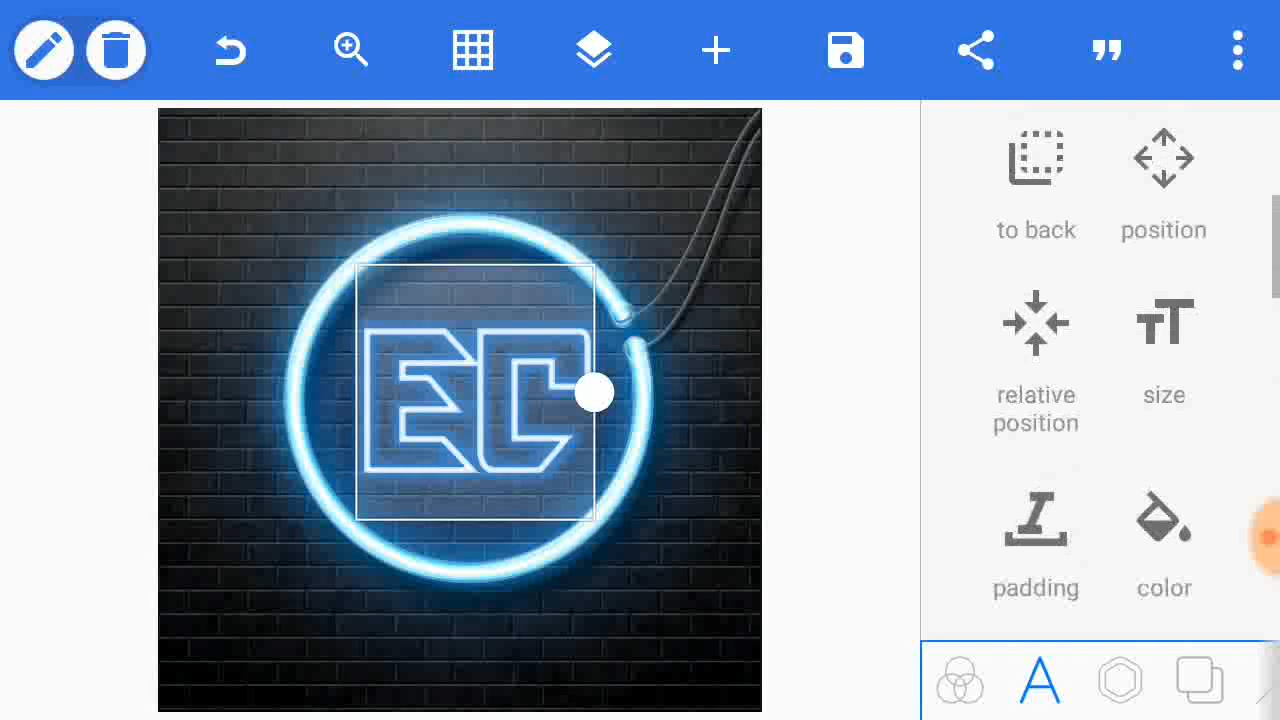 EC
to back
position
relative
position
size
padding
color